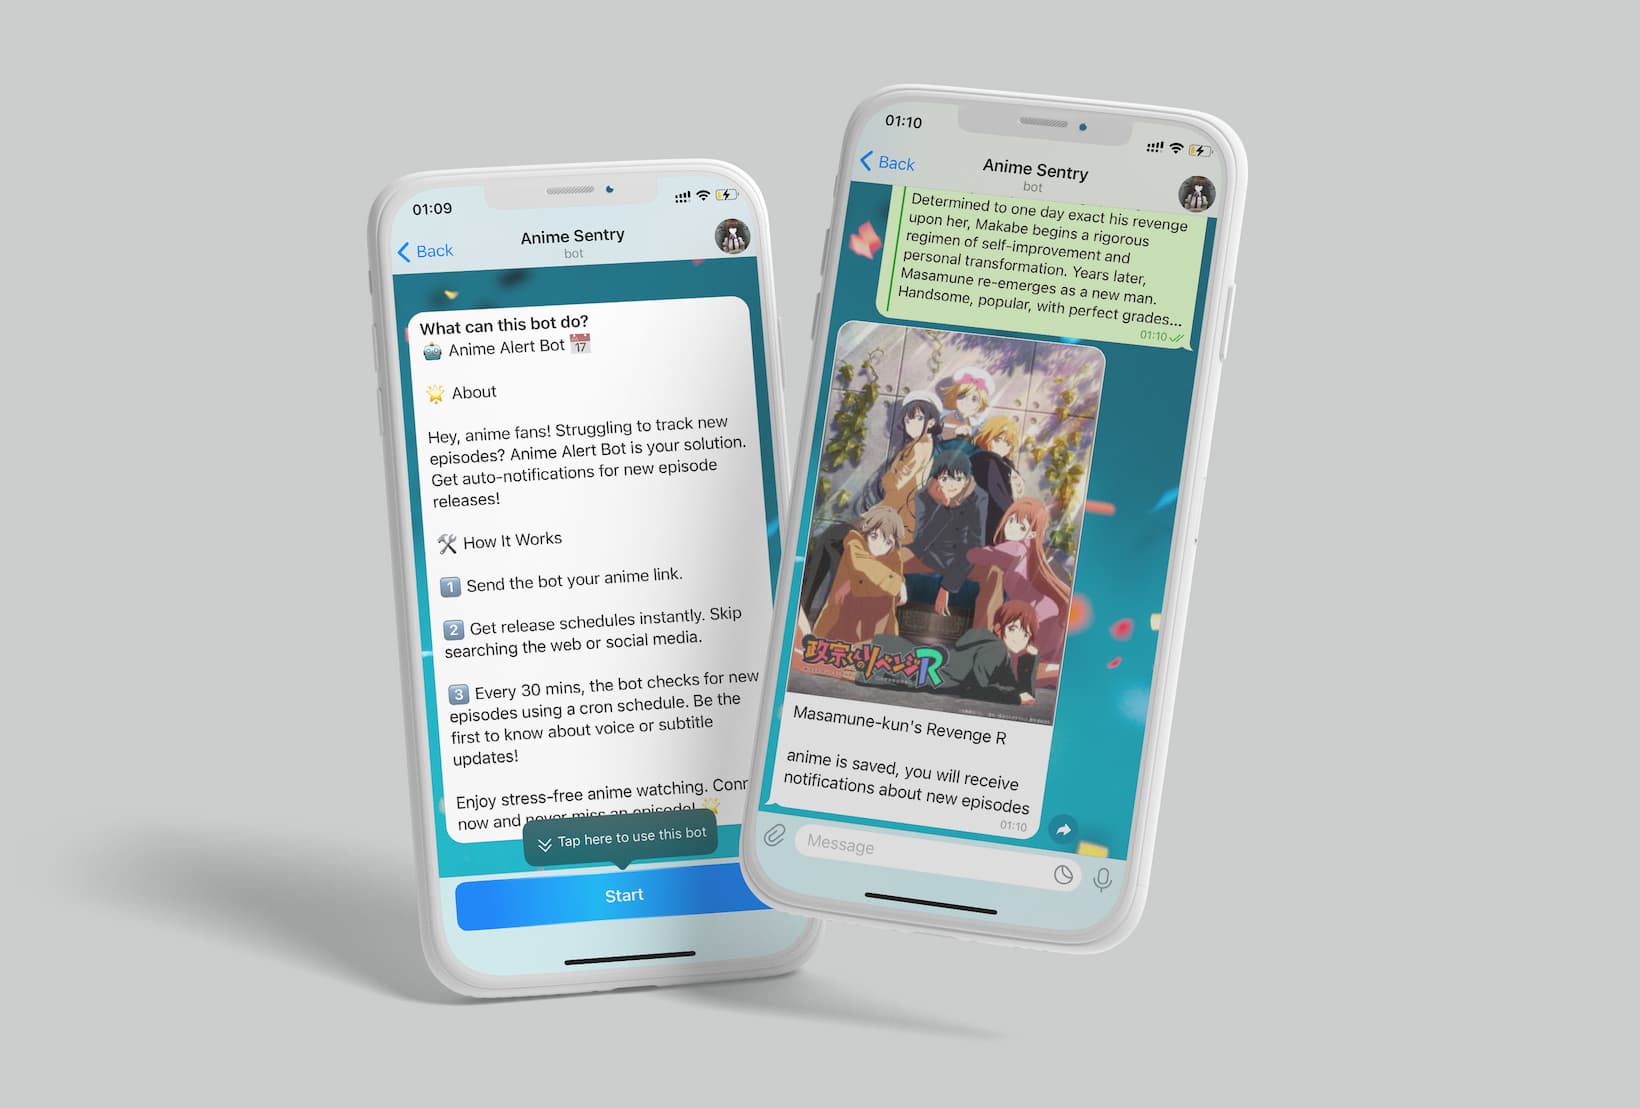 01:09
Back
Anime Sentry
bot
What can this bot do?
🤖 Anime Alert Bot 📅
🌟 About
Hey, anime fans! Struggling to track new
episodes? Anime Alert Bot is your solution.
Get auto-notifications for new episode
releases!
🛠 How It Works
1️⃣ Send the bot your anime link.
2️⃣ Get release schedules instantly. Skip
searching the web or social media.
3️⃣ Every 30 mins, the bot checks for new
episodes using a cron schedule. Be the
first to know about voice or subtitle
updates!
Enjoy stress-free anime watching. Conn
now and never miss an episode! 🌟
Tap here to use this bot
Start
01:10
Back
Anime Sentry
bot
Determined to one day exact his revenge
upon her, Makabe begins a rigorous
regimen of self-improvement and
personal transformation. Years later,
Masamune re-emerges as a new man.
Handsome, popular, with perfect grades...
01:10
政宗くんのリベンジR
Masamune-kun's Revenge R
anime is saved, you will receive
notifications about new episodes
01:10
Message